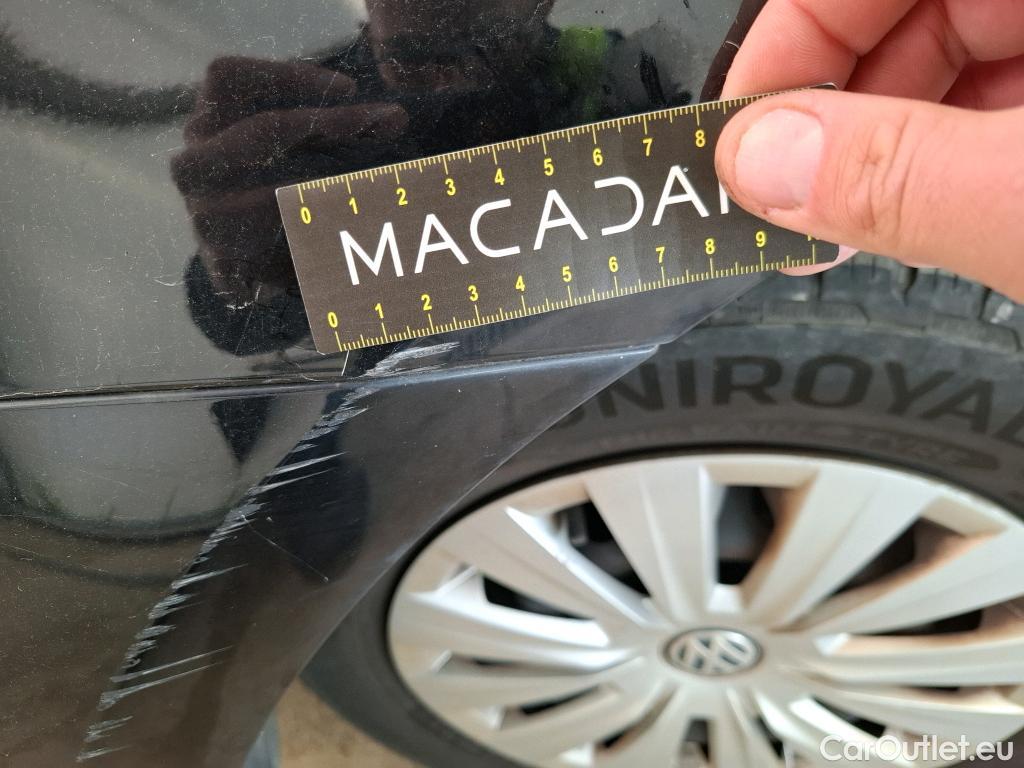 0 1 2 3 4 5 6 7 8
MACADA
0 1 2 3 4 5 6 7 8 9
UNIROYAL
CarOutlet.eu